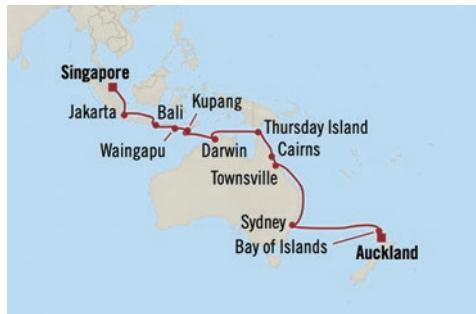 Singapore
Kupang
Jakarta
Bali
Thursday Island
Waingapu
Darwin
Cairns
Townsville
Sydney
Bay of Islands
Auckland